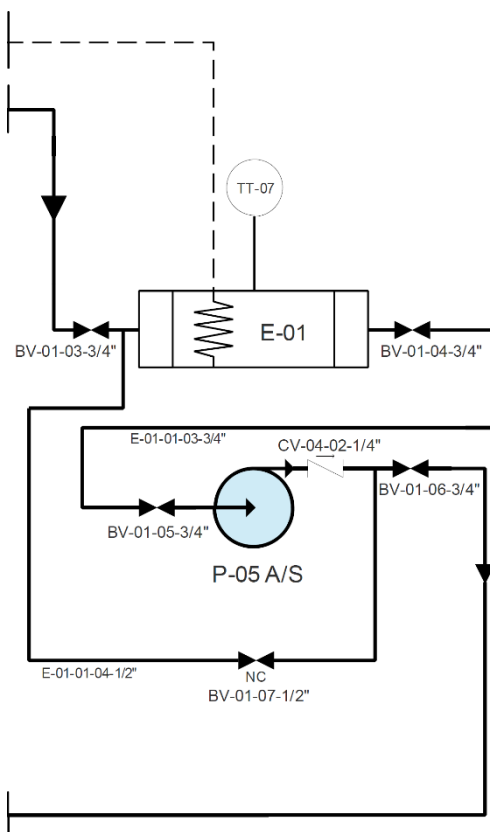 TT-07
E-01
BV-01-03-3/4"
BV-01-04-3/4"
E-01-01-03-3/4"
CV-04-02-1/4"
BV-01-06-3/4"
BV-01-05-3/4"
P-05 A/S
E-01-01-04-1/2"
NC
BV-01-07-1/2"